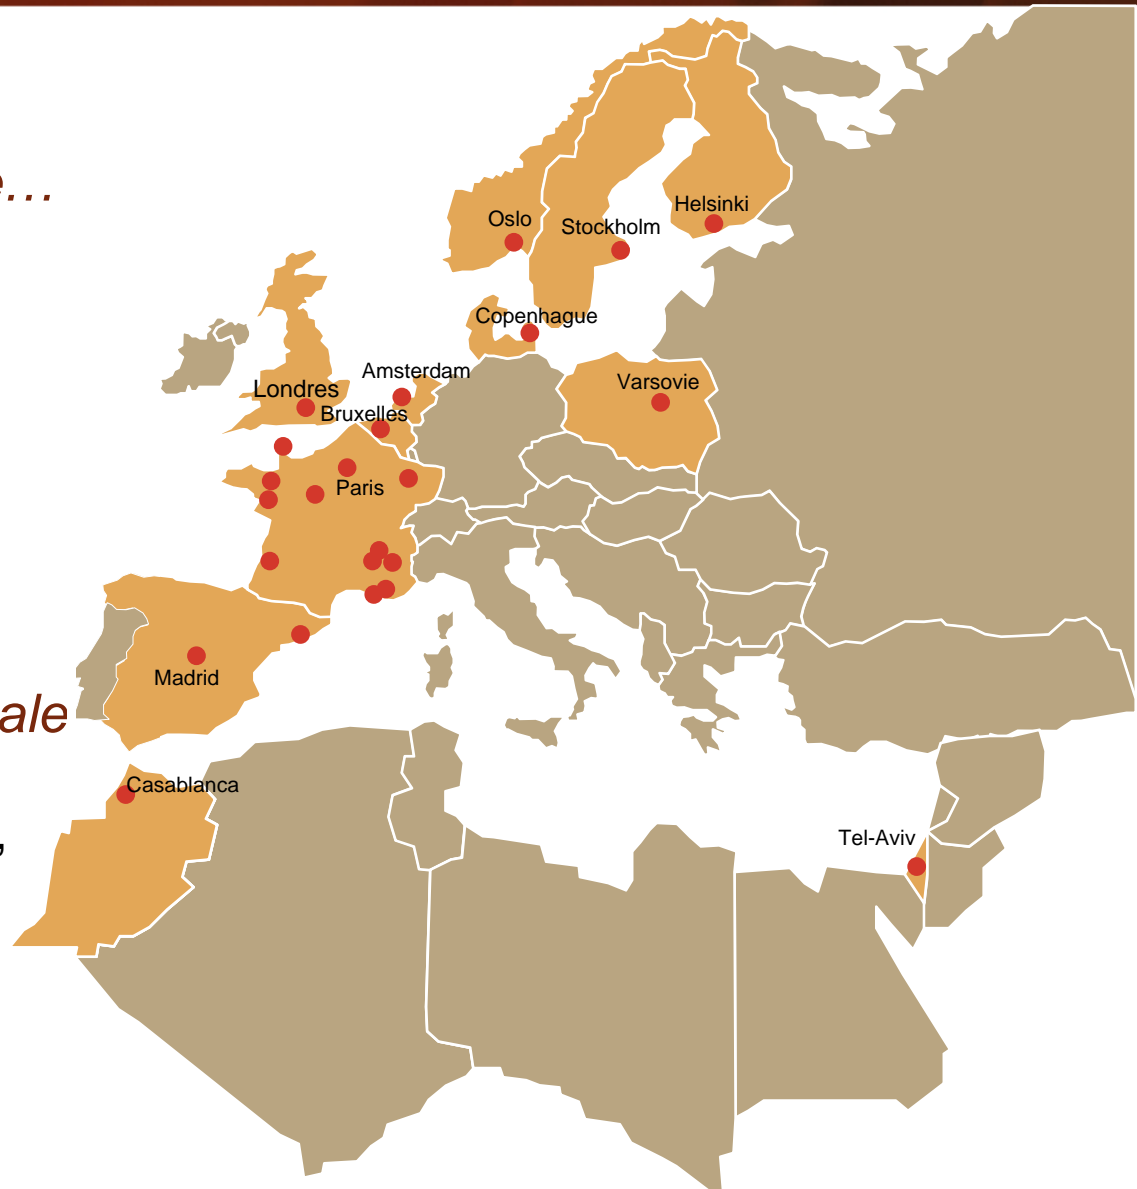 e…
Helsinki
Oslo
Stockholm
Copenhague
Amsterdam
Varsovie
Londres
Bruxelles
Paris
Madrid
ale
Casablanca
,
Tel-Aviv